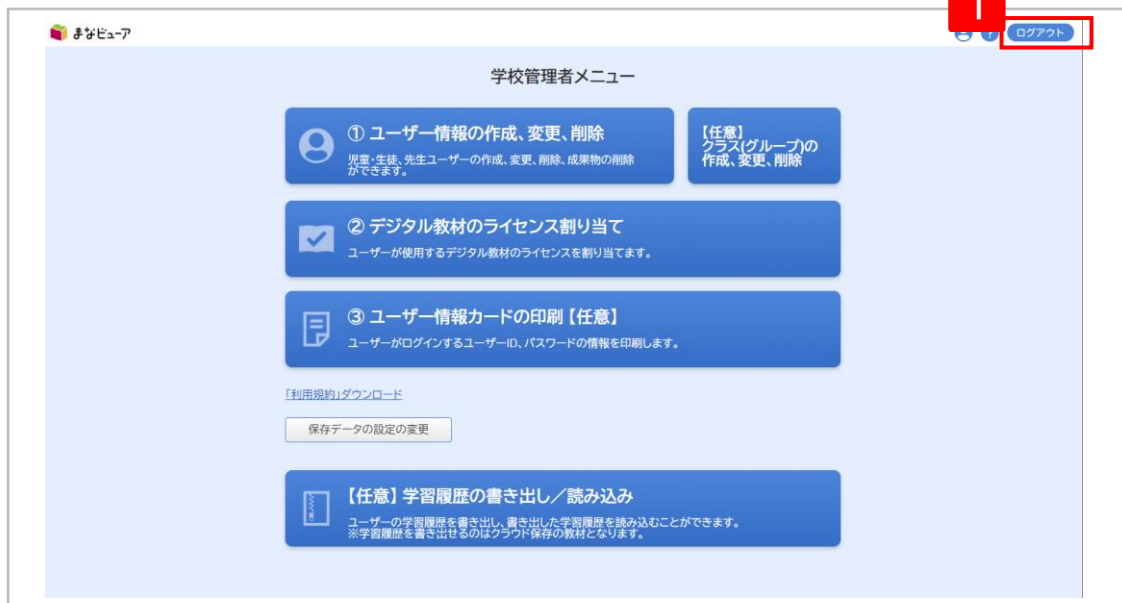 1
まなビューア
? ログアウト
学校管理者メニュー
① ユーザー情報の作成、変更、削除
児童・生徒、先生ユーザーの作成、変更、削除、成果物の削除
ができます。
【任意】
クラス(グループ)の
作成、変更、削除
② デジタル教材のライセンス割り当て
ユーザーが使用するデジタル教材のライセンスを割り当てます。
③ ユーザー情報カードの印刷【任意】
ユーザーがログインするユーザーID、パスワードの情報を印刷します。
「利用規約」ダウンロード
保存データの設定の変更
【任意】学習履歴の書き出し／読み込み
ユーザーの学習履歴を書き出し、書き出した学習履歴を読み込むことができます。
※学習履歴を書き出せるのはクラウド保存の教材となります。